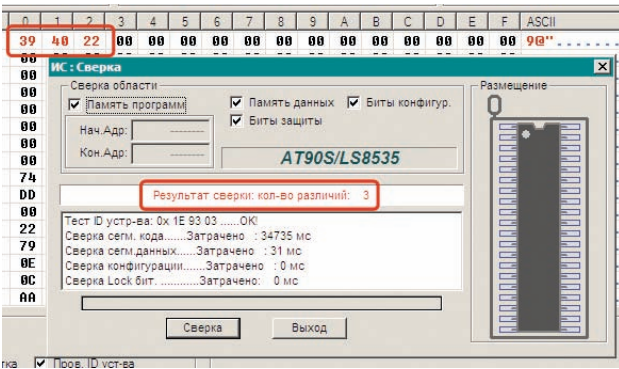 0 1 2 3 4 5 6 7 8 9 A B C D E F ASCII
39 40 22 00 00 00 00 00 00 00 00 00 00 00 00 00 9@".......
00
00
00
00
00
00
00
74
DD
00
22
79
0E
0C
AA
ИС:Сверка
Сверка области
Память программ
Нач.Адр: --------
Кон.Адр: --------
Память данных
Биты конфигур.
Биты защиты
AT90S/LS8535
Размещение
Результат сверки: кол-во различий: 3
Тест ID устр-ва: 0x 1E 93 03 ......OK!
Сверка сегм. кода.......Затрачено : 34735 мс
Сверка сегм.данных.....Затрачено : 31 мс
Сверка конфигурации......Затрачено : 0 мс
Сверка Lock бит. ...........Затрачено: 0 мс
Сверка
Выход
тка Пров. ID уст-ва